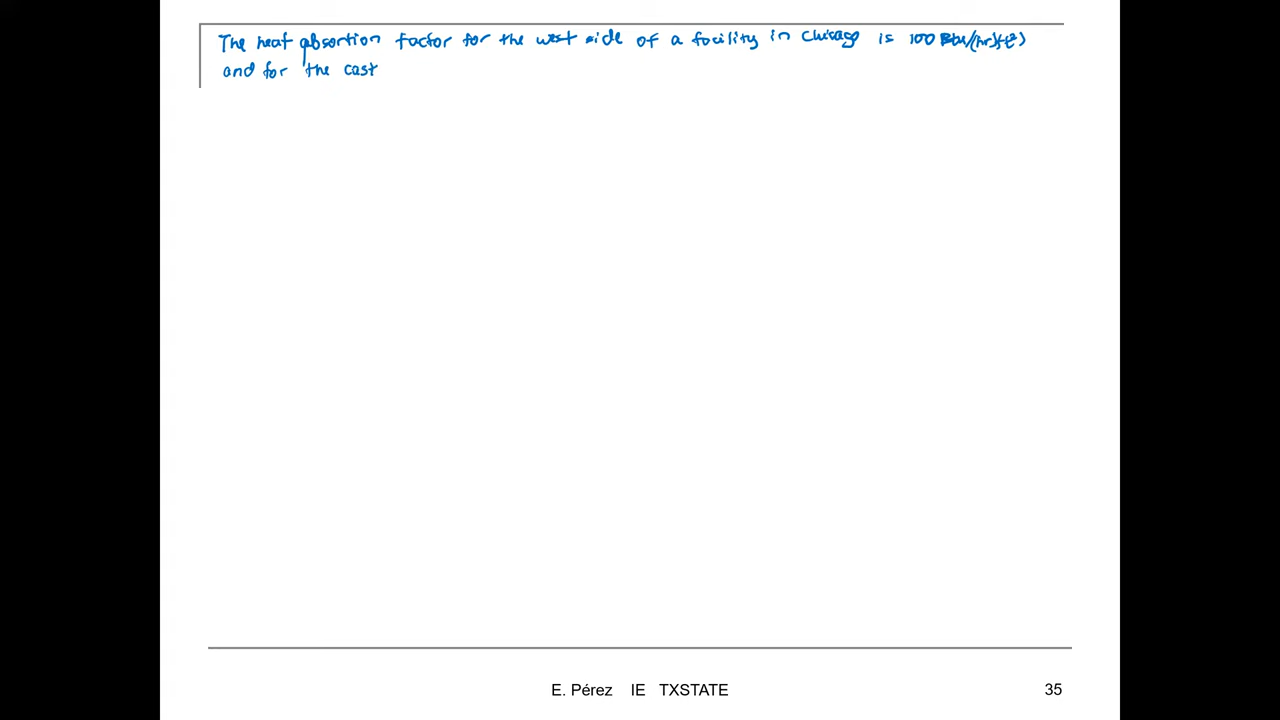 The heat absortion factor for the west side of a facility in Chicago is 100 Btu/(hr)(ft²)
and for the east
E. Pérez IE TXSTATE 35